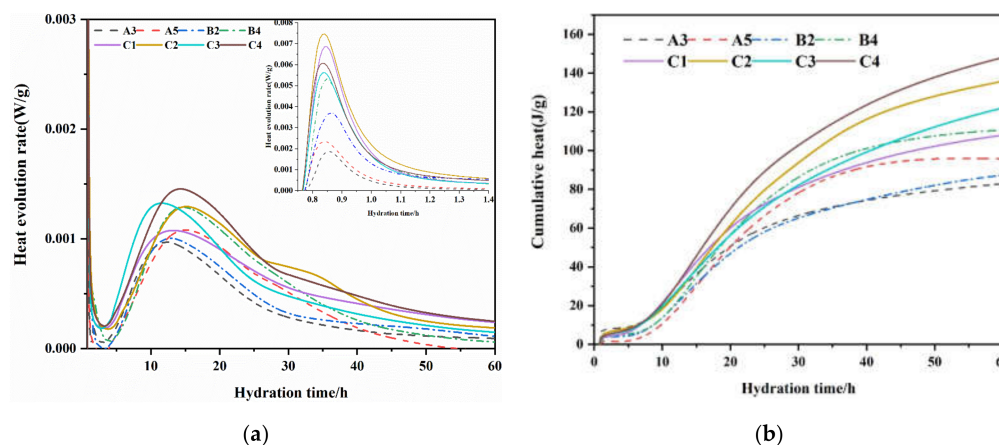 0.003
0.002
0.001
0.000
Heat evolution rate(W/g)
A3 A5 B2 B4
C1 C2 C3 C4
0.008
0.007
0.006
0.005
0.004
0.003
0.002
0.001
0.000
Heat evolution rate(W/g)
0.8 0.9 1.0 1.1 1.2 1.3 1.4
Hydration time/h
10 20 30 40 50 60
Hydration time/h
(a)
160
140
120
100
80
60
40
20
0
Cumulative heat(J/g)
A3 A5 B2 B4
C1 C2 C3 C4
0 10 20 30 40 50 60
Hydration time/h
(b)